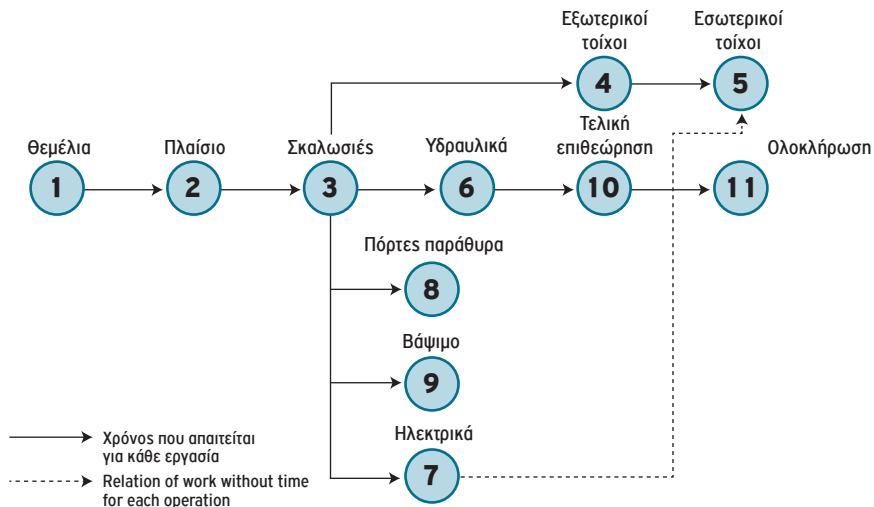 Εξωτερικοί
τοίχοι
4
Εσωτερικοί
τοίχοι
5
Θεμέλια
1
Πλαίσιο
2
Σκαλωσιές
3
Υδραυλικά
6
Τελική
επιθεώρηση
10
Ολοκλήρωση
11
Πόρτες παράθυρα
8
Βάψιμο
9
Ηλεκτρικά
7
Χρόνος που απαιτείται
για κάθε εργασία
Relation of work without time
for each operation